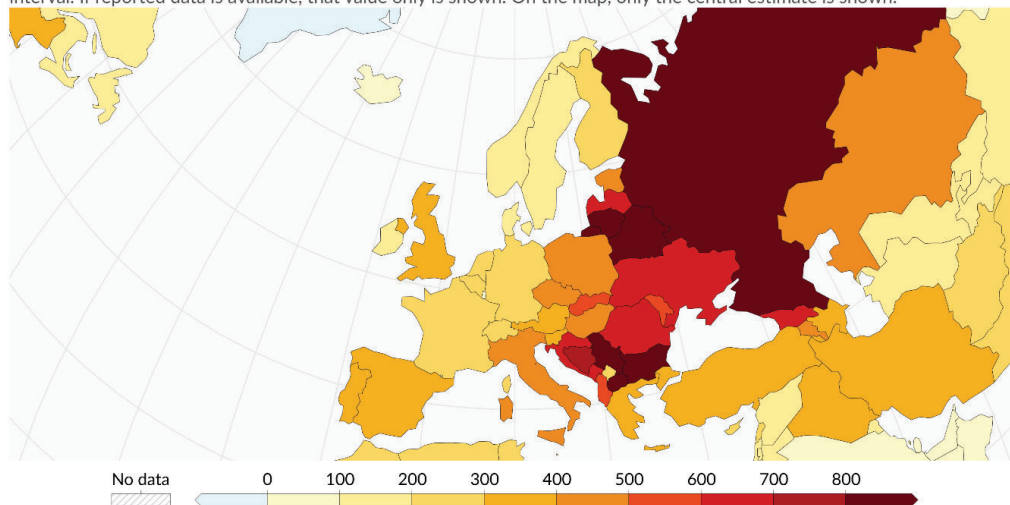 interval. If reported data is available, that value only is shown. On the map, only the central estimate is shown.
No data
0 100 200 300 400 500 600 700 800